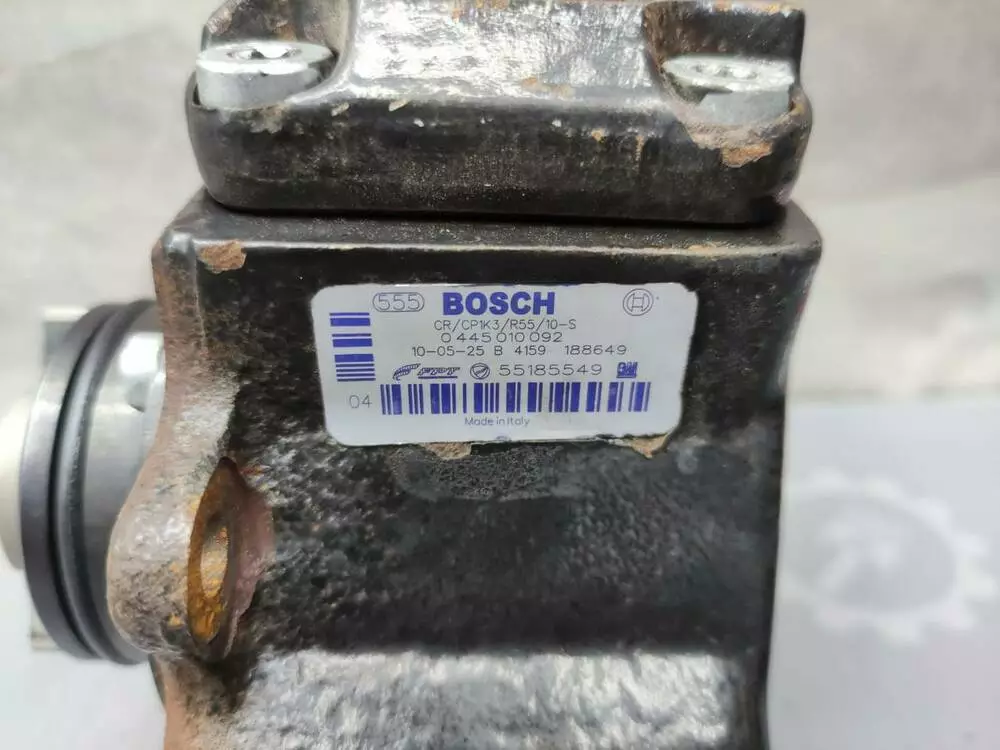 555 BOSCH
CR/CP1K3/R55/10-S
0 445 010 092
10-05-25 B 4159 188649
55185549 GM
04
Made in Italy